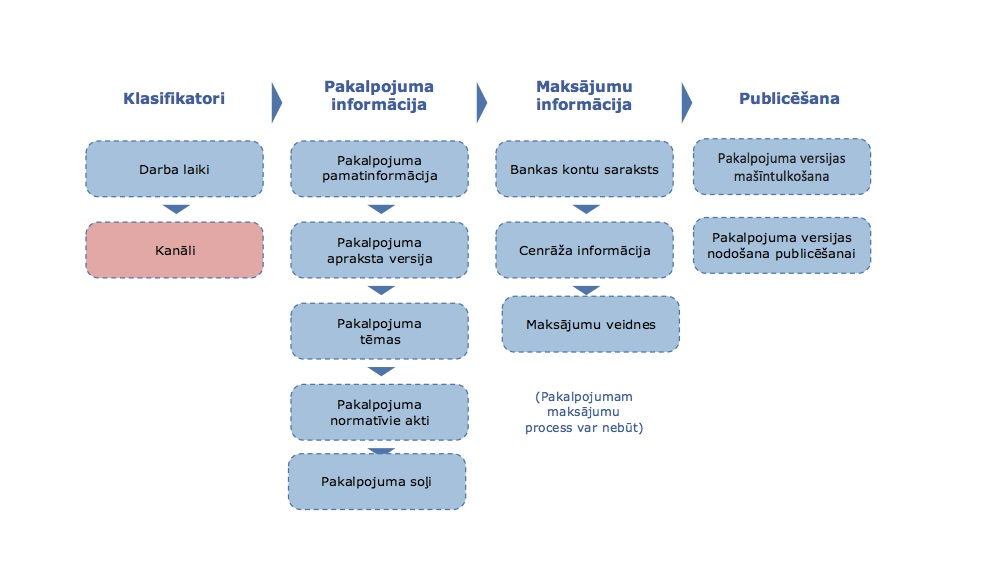 Klasifikatori
Darba laiki
Kanāli
Pakalpojuma
informācija
Pakalpojuma
pamatinformācija
Pakalpojuma
apraksta versija
Pakalpojuma
tēmas
Pakalpojuma
normatīvie akti
Pakalpojuma soļi
Maksājumu
informācija
Bankas kontu saraksts
Cenrāža informācija
Maksājumu veidnes
(Pakalpojumam
maksājumu
process var nebūt)
Publicēšana
Pakalpojuma versijas
mašīntulkošana
Pakalpojuma versijas
nodošana publicēšanai